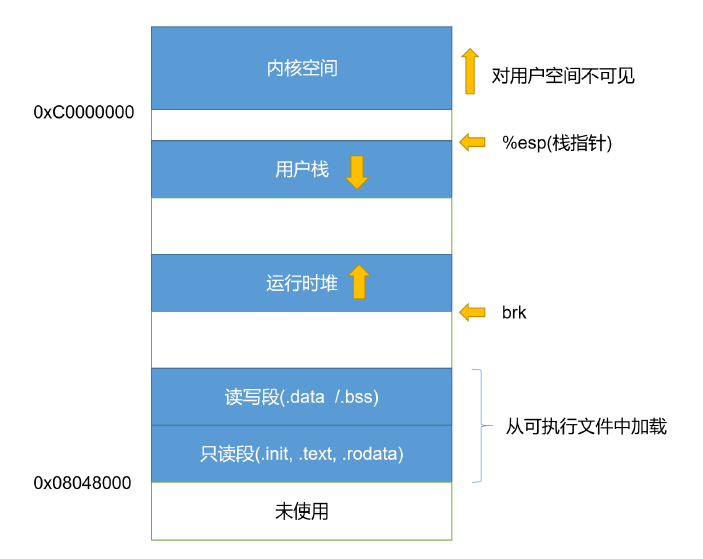 内核空间
对用户空间不可见
0xC0000000
%esp(栈指针)
用户栈
运行时堆
brk
读写段(.data /.bss)
从可执行文件中加载
只读段(.init, .text, .rodata)
0x08048000
未使用